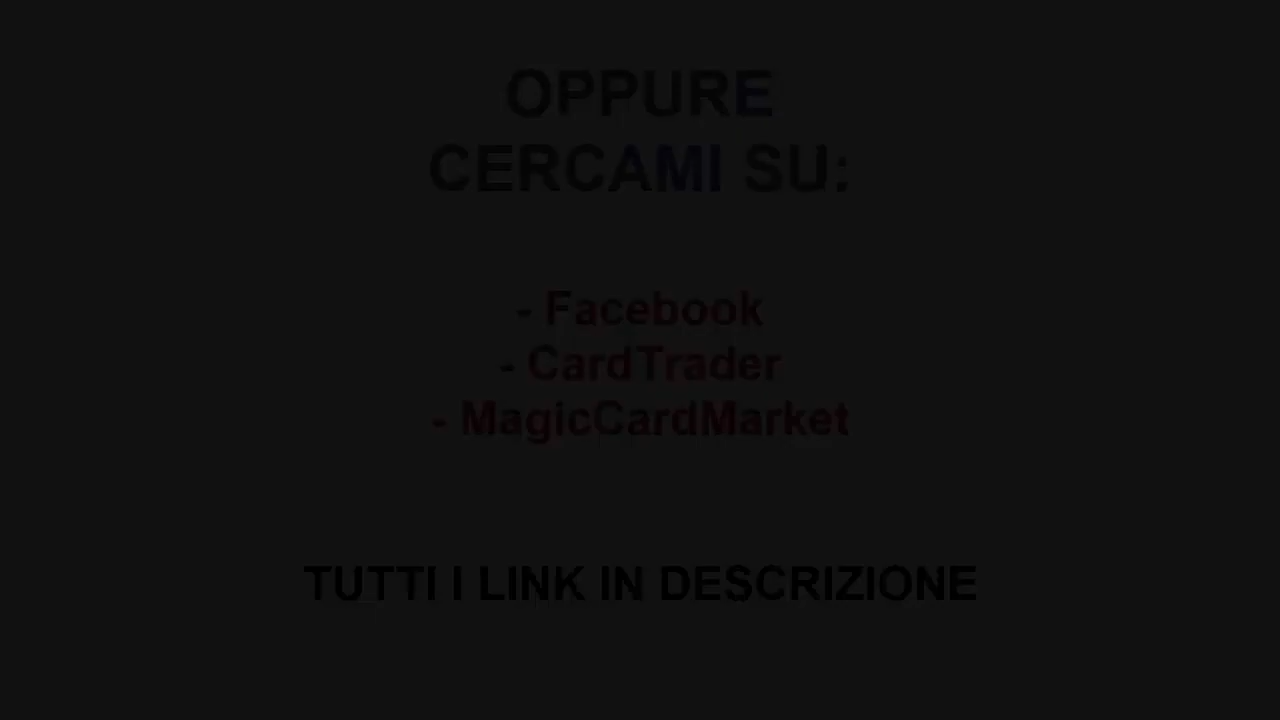 OPPURE
CERCAMI SU:
- Facebook
- CardTrader
- MagicCardMarket
TUTTI I LINK IN DESCRIZIONE